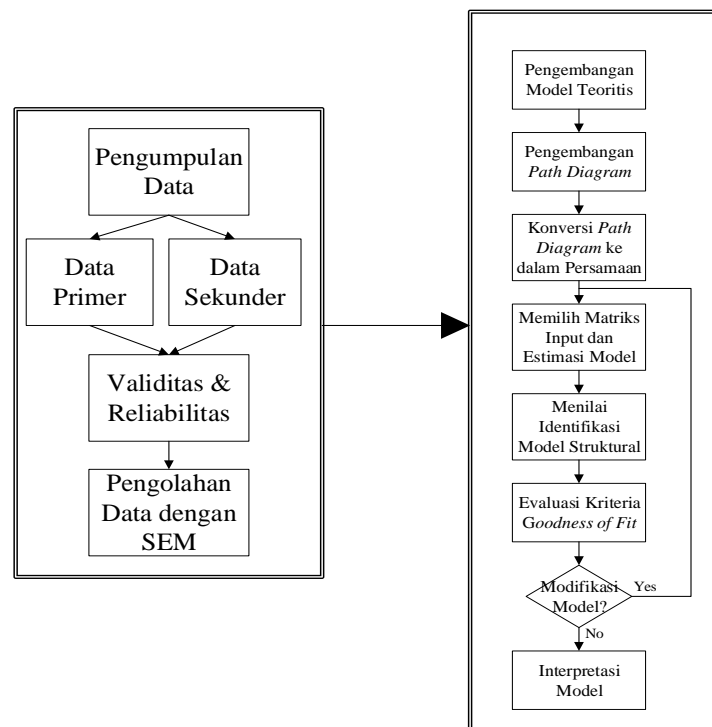 Pengumpulan
Data
Data
Primer
Data
Sekunder
Validitas &
Reliabilitas
Pengolahan
Data dengan
SEM
Pengembangan
Model Teoritis
Pengembangan
Path Diagram
Konversi Path
Diagram ke
dalam Persamaan
Memilih Matriks
Input dan
Estimasi Model
Menilai
Identifikasi
Model Struktural
Evaluasi Kriteria
Goodness of Fit
Modifikasi
Model?
Yes
No
Interpretasi
Model